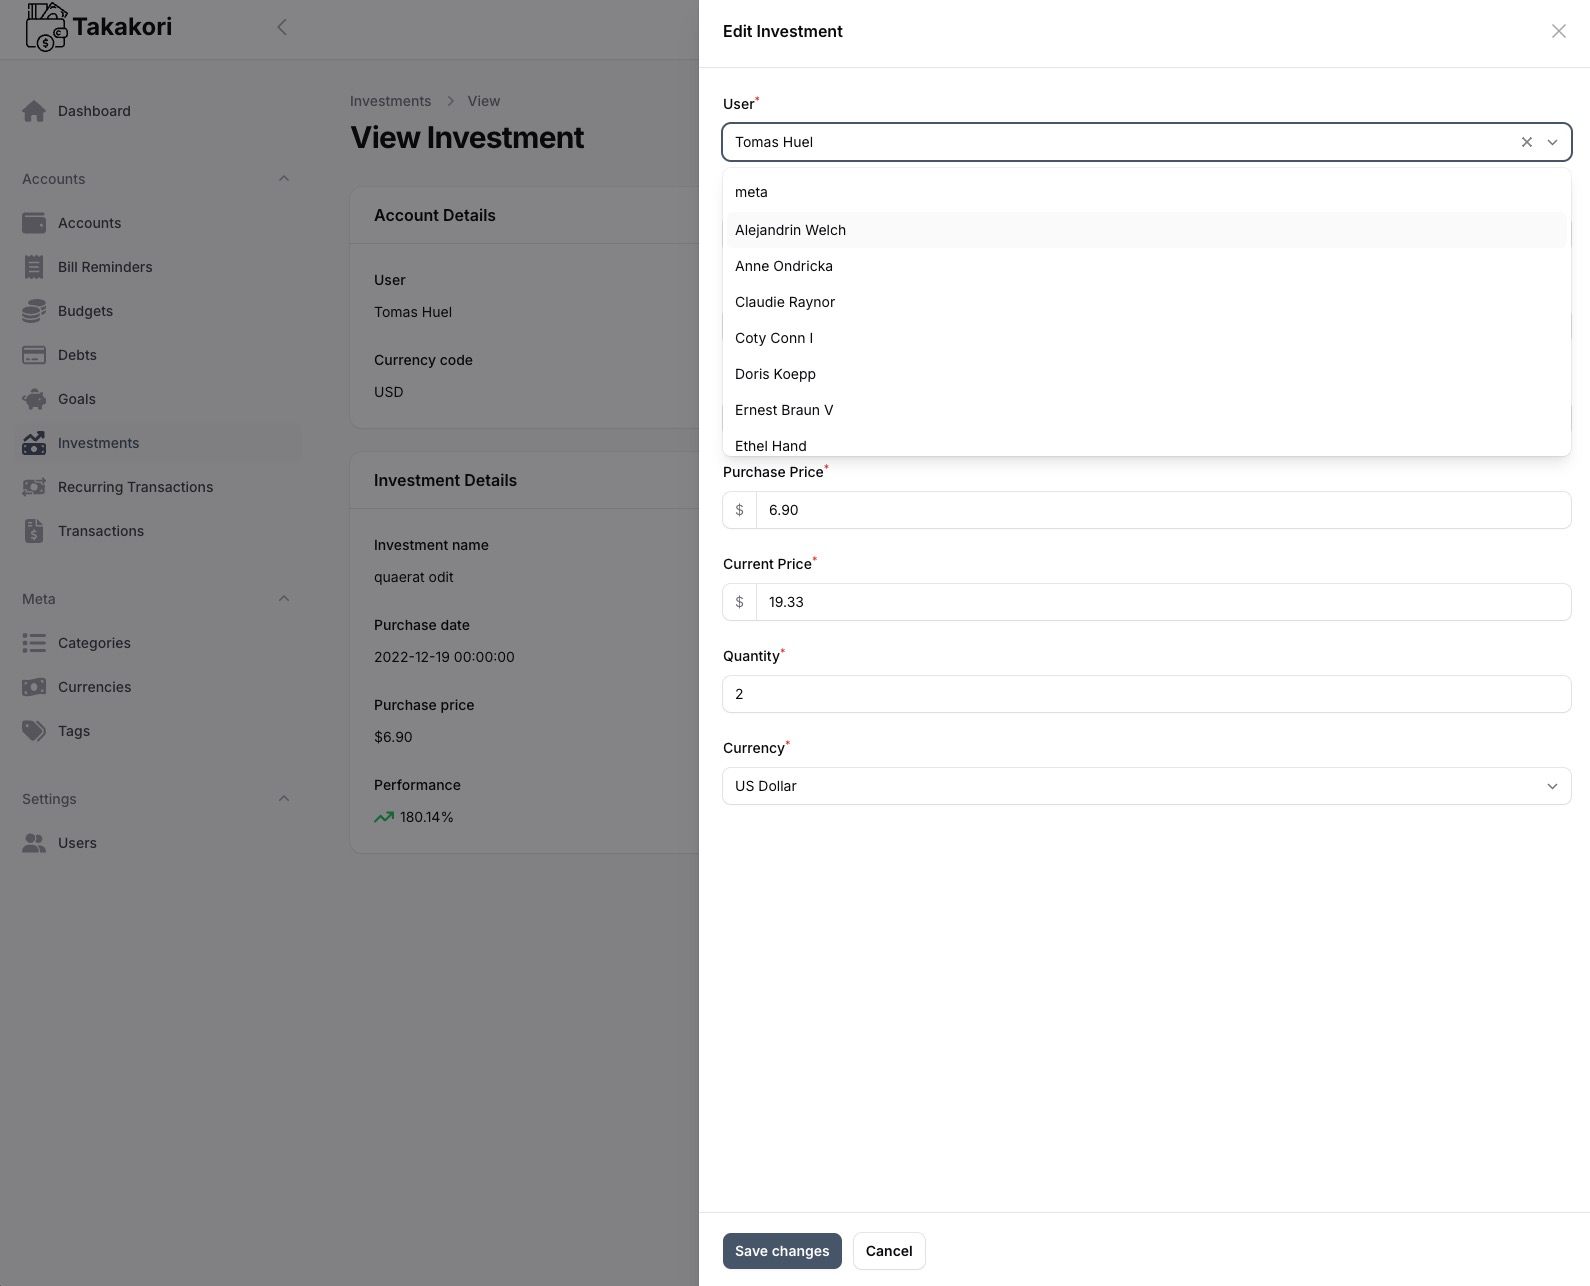 Takakori
Dashboard
Accounts
Accounts
Bill Reminders
Budgets
Debts
Goals
Investments
Recurring Transactions
Transactions
Meta
Categories
Currencies
Tags
Settings
Users
Investments > View
View Investment
Account Details
User
Tomas Huel
Currency code
USD
Investment Details
Investment name
quaerat odit
Purchase date
2022-12-19 00:00:00
Purchase price
$6.90
Performance
180.14%
Edit Investment
User*
Tomas Huel
meta
Alejandrin Welch
Anne Ondricka
Claudie Raynor
Coty Conn I
Doris Koepp
Ernest Braun V
Ethel Hand
Purchase Price*
$ 6.90
Current Price*
$ 19.33
Quantity*
2
Currency*
US Dollar
Save changes
Cancel